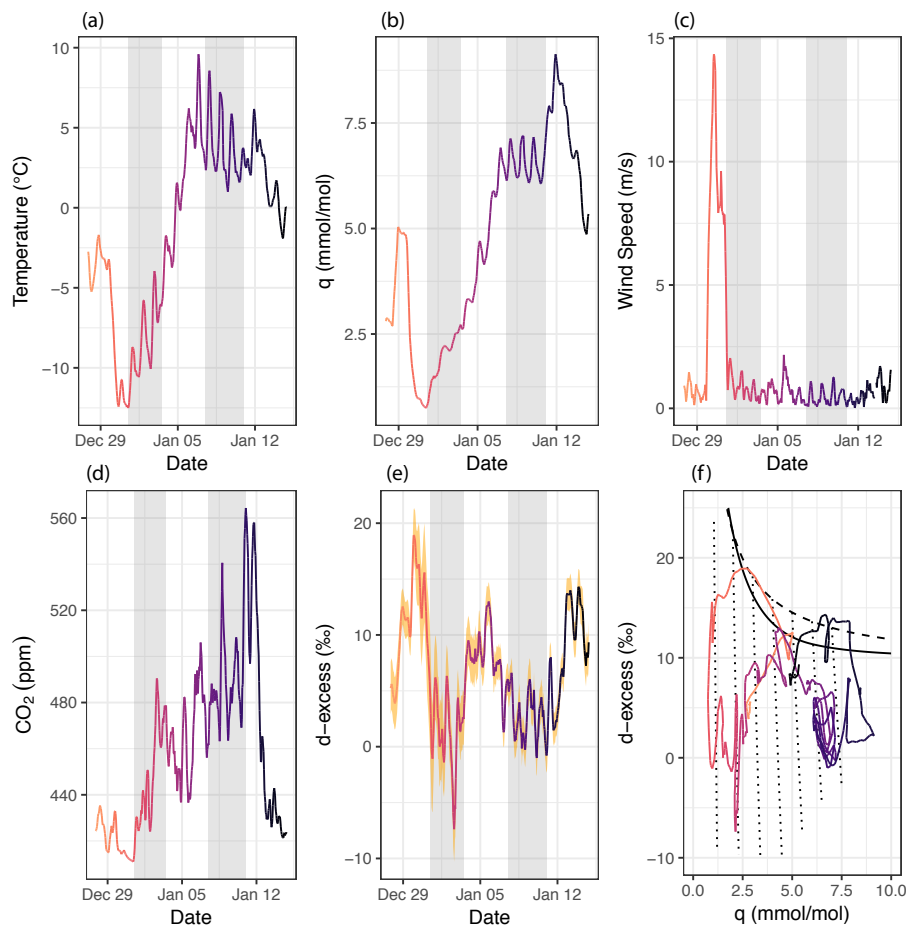 (a)
10
5
0
−5
−10
Temperature (°C)
Dec 29
Jan 05
Jan 12
Date
(b)
7.5
5.0
2.5
q (mmol/mol)
Dec 29
Jan 05
Jan 12
Date
(c)
15
10
5
0
Wind Speed (m/s)
Dec 29
Jan 05
Jan 12
Date
(d)
560
520
480
440
CO₂ (ppm)
Dec 29
Jan 05
Jan 12
Date
(e)
20
10
0
−10
d−excess (‰)
Dec 29
Jan 05
Jan 12
Date
(f)
20
10
0
−10
d−excess (‰)
0.0
2.5
5.0
7.5
10.0
q (mmol/mol)